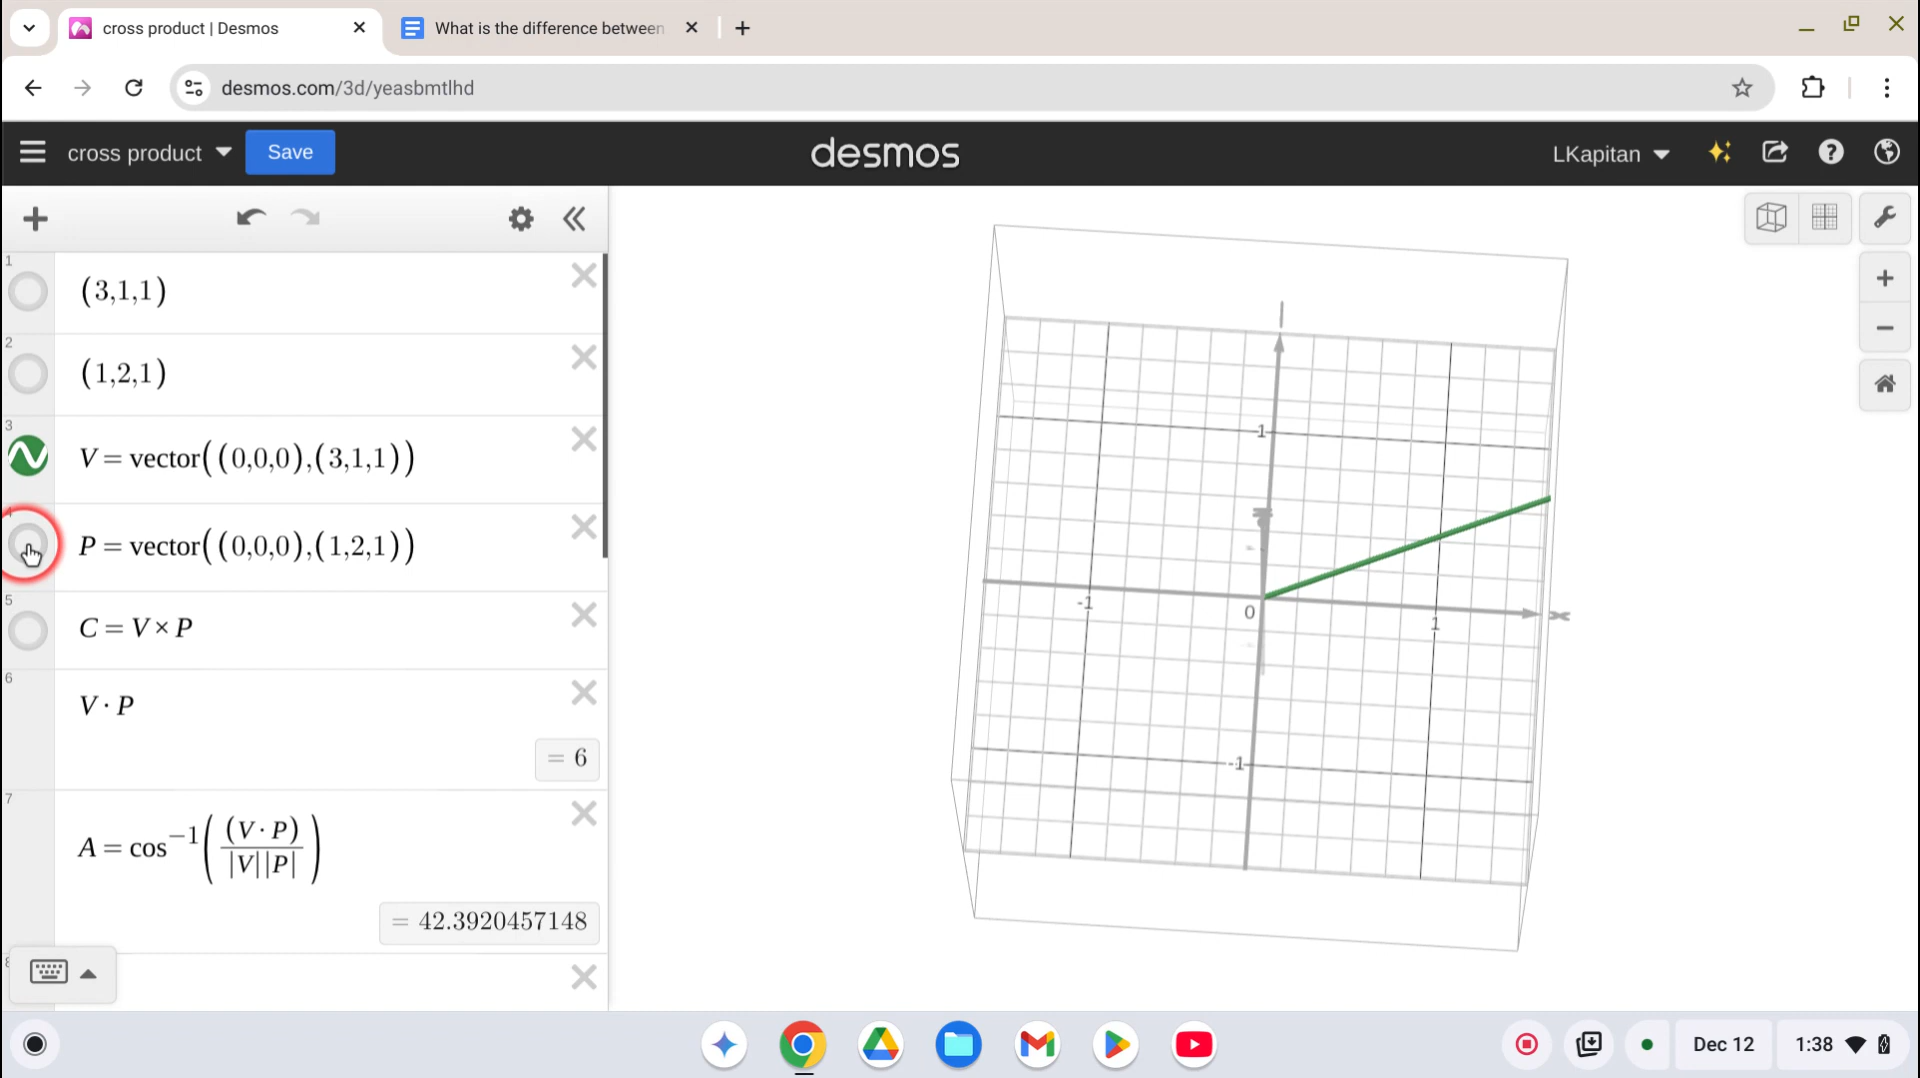 cross product | Desmos
What is the difference between
desmos.com/3d/yeasbmtlhd
cross product
Save
desmos
LKapitan
1
(3,1,1)
2
(1,2,1)
3
V = vector((0,0,0),(3,1,1))
P = vector((0,0,0),(1,2,1))
5
C = V × P
6
V · P
= 6
7
A = cos⁻¹((V · P)/|V||P|)
= 42.3920457148
8
1
-1
0
1
-1
x
Dec 12
1:38